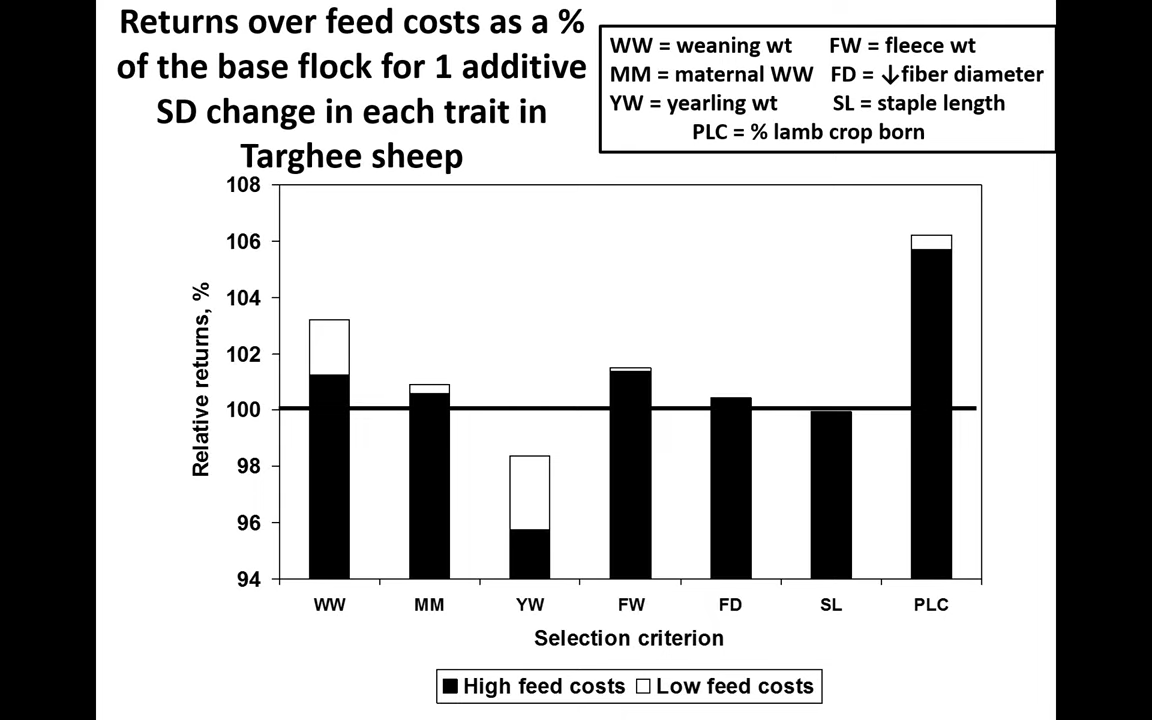 Returns over feed costs as a %
of the base flock for 1 additive
SD change in each trait in
Targhee sheep
WW = weaning wt FW = fleece wt
MM = maternal WW FD = ↓fiber diameter
YW = yearling wt SL = staple length
PLC = % lamb crop born
Relative returns, %
108
106
104
102
100
98
96
94
WW MM YW FW FD SL PLC
Selection criterion
High feed costs Low feed costs